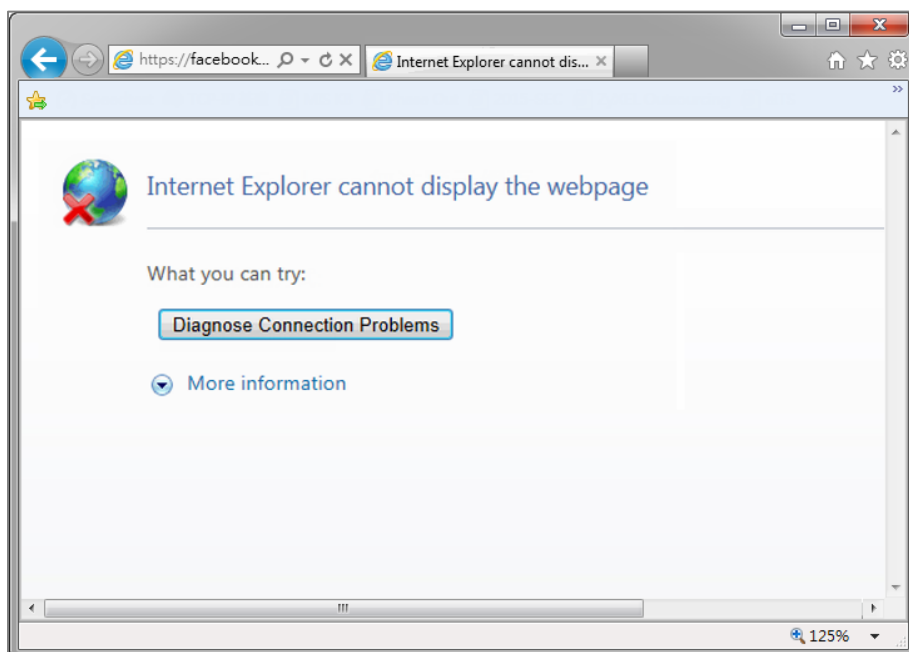 https://facebook...
Internet Explorer cannot dis...
Internet Explorer cannot display the webpage
What you can try:
Diagnose Connection Problems
More information
125%